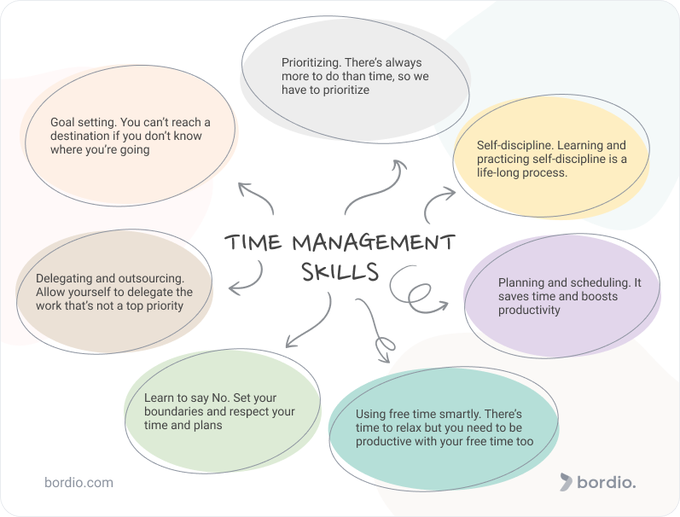 Prioritizing. There's always
more to do than time, so we
have to prioritize
Goal setting. You can't reach a
destination if you don't know
where you're going
Self-discipline. Learning and
practicing self-discipline is a
life-long process.
TIME MANAGEMENT
SKILLS
Delegating and outsourcing.
Allow yourself to delegate the
work that's not a top priority
Planning and scheduling. It
saves time and boosts
productivity
Learn to say No. Set your
boundaries and respect your
time and plans
Using free time smartly. There's
time to relax but you need to be
productive with your free time too
bordio.com
bordio.